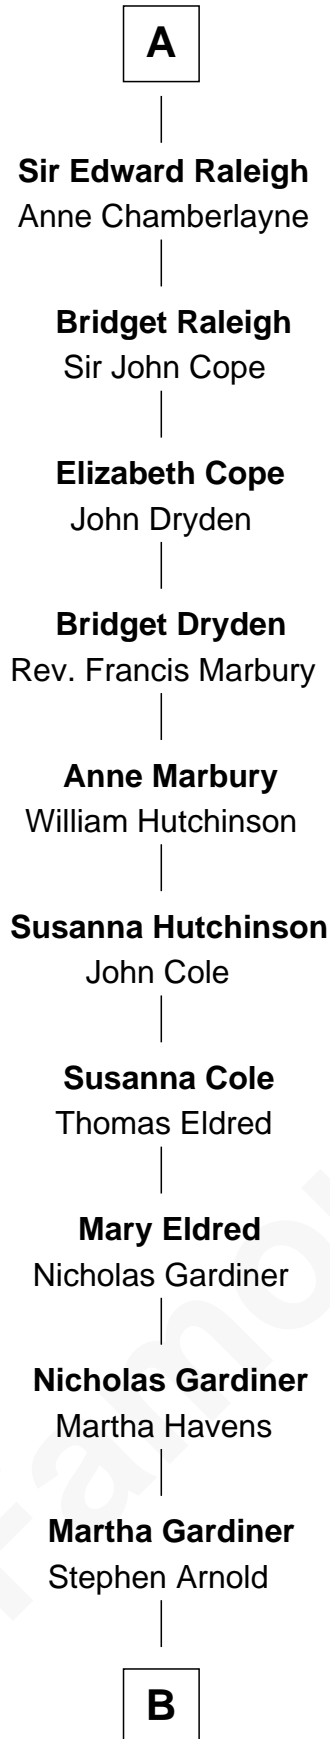 A
Sir Edward Raleigh
Anne Chamberlayne
Bridget Raleigh
Sir John Cope
Elizabeth Cope
John Dryden
Bridget Dryden
Rev. Francis Marbury
Anne Marbury
William Hutchinson
Susanna Hutchinson
John Cole
Susanna Cole
Thomas Eldred
Mary Eldred
Nicholas Gardiner
Nicholas Gardiner
Martha Havens
Martha Gardiner
Stephen Arnold
B